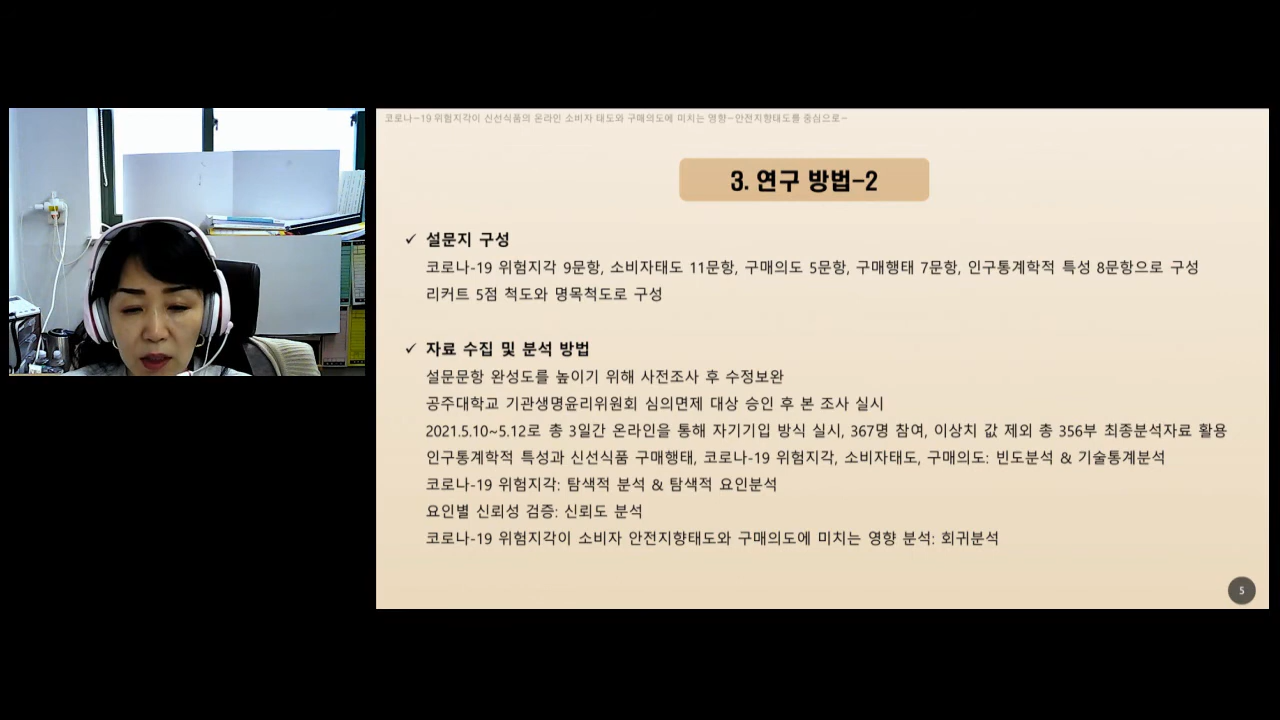 코로나-19 위험지각이 신선식품의 온라인 소비자 태도와 구매의도에 미치는 영향-안전지향태도를 중심으로-
3. 연구 방법-2
✓ 설문지 구성
코로나-19 위험지각 9문항, 소비자태도 11문항, 구매의도 5문항, 구매행태 7문항, 인구통계학적 특성 8문항으로 구성
리커트 5점 척도와 명목척도로 구성
✓ 자료 수집 및 분석 방법
설문문항 완성도를 높이기 위해 사전조사 후 수정보완
공주대학교 기관생명윤리위원회 심의면제 대상 승인 후 본 조사 실시
2021.5.10~5.12로 총 3일간 온라인을 통해 자기기입 방식 실시, 367명 참여, 이상치 값 제외 총 356부 최종분석자료 활용
인구통계학적 특성과 신선식품 구매행태, 코로나-19 위험지각, 소비자태도, 구매의도: 빈도분석 & 기술통계분석
코로나-19 위험지각: 탐색적 분석 & 탐색적 요인분석
요인별 신뢰성 검증: 신뢰도 분석
코로나-19 위험지각이 소비자 안전지향태도와 구매의도에 미치는 영향 분석: 회귀분석
5